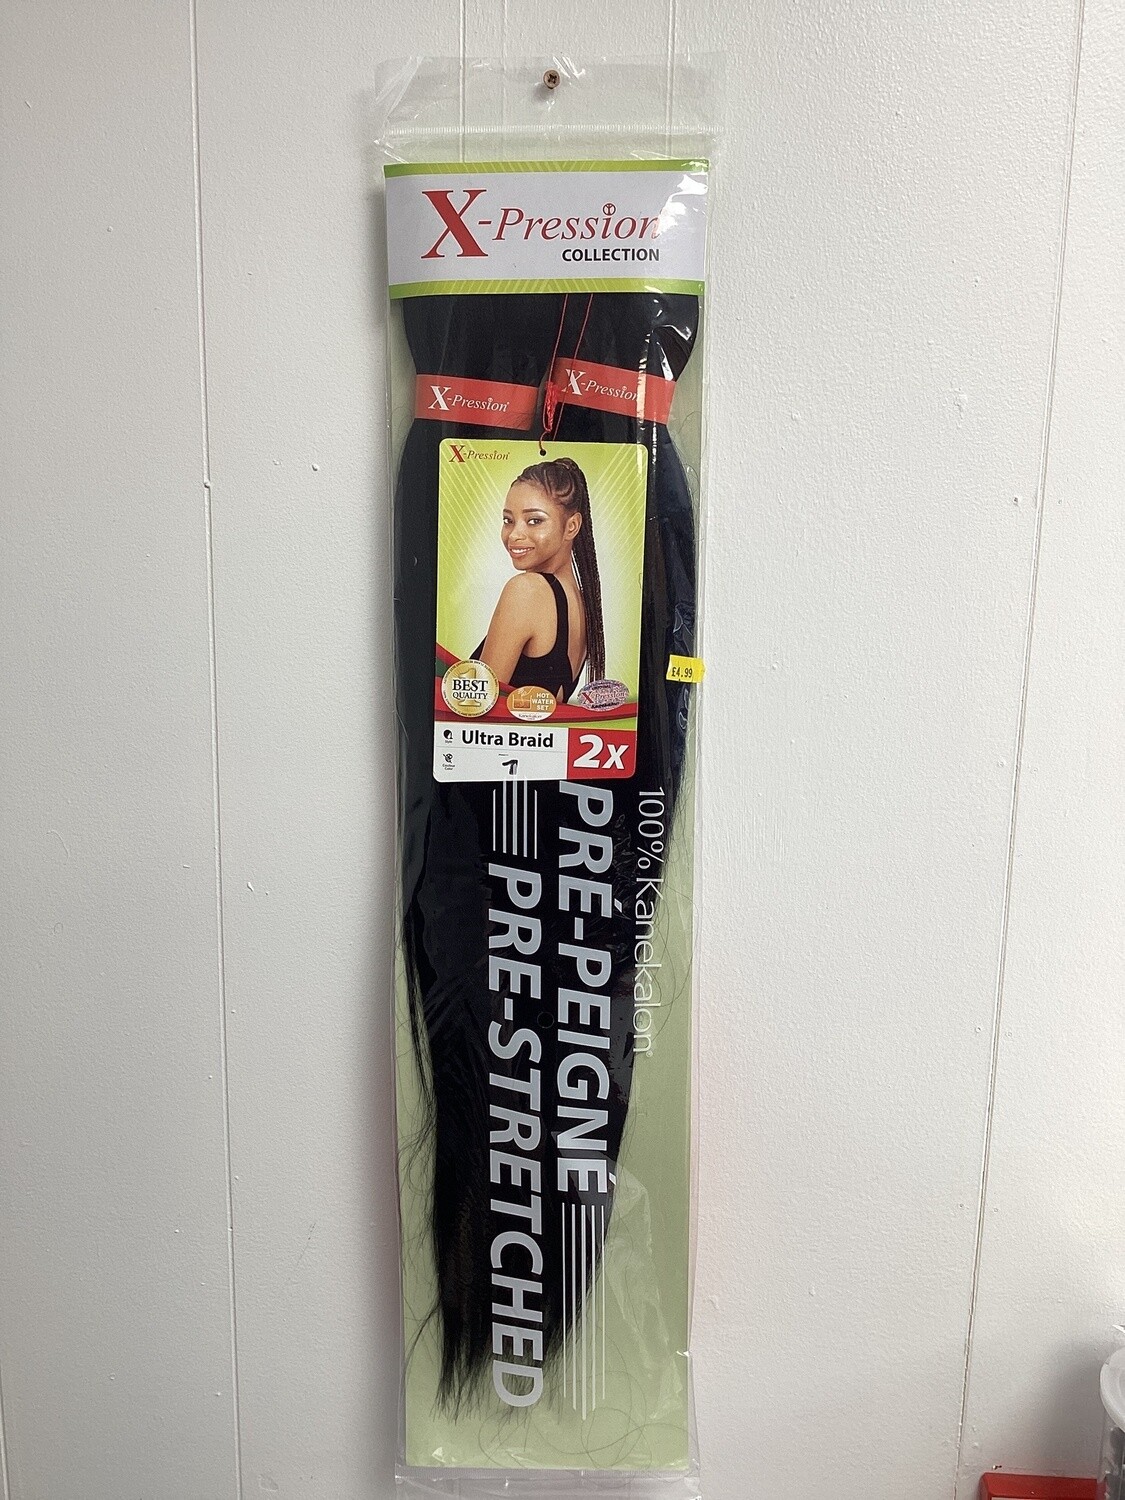 X-Pression
COLLECTION
X-Pression
X-Pression
X-Pression
BEST
QUALITY
HOT
WATER
SET
X-Pression
£4.99
Ultra Braid
2x
1
100% Kanekalon
PRÉ-PEIGNÉ
PRE-STRETCHED